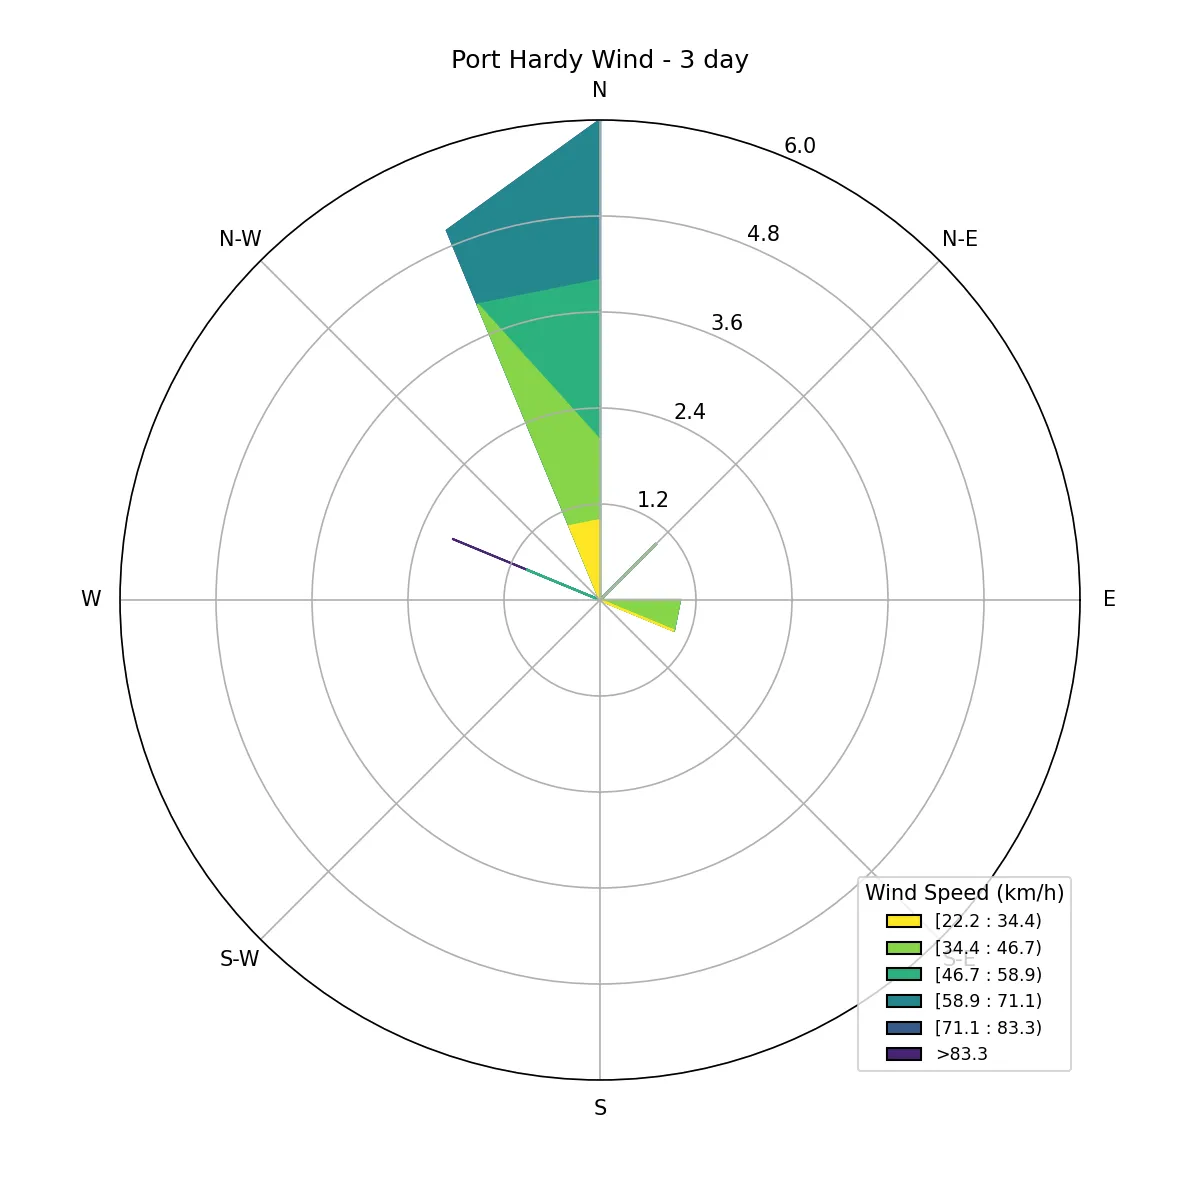 Port Hardy Wind - 3 day
N
6.0
N-W
N-E
4.8
3.6
2.4
1.2
W
E
S-W
S-E
S
Wind Speed (km/h)
[22.2 : 34.4)
[34.4 : 46.7)
[46.7 : 58.9)
[58.9 : 71.1)
[71.1 : 83.3)
>83.3